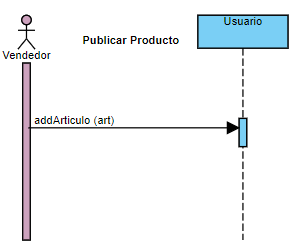 Usuario
Publicar Producto
Vendedor
addArticulo (art)